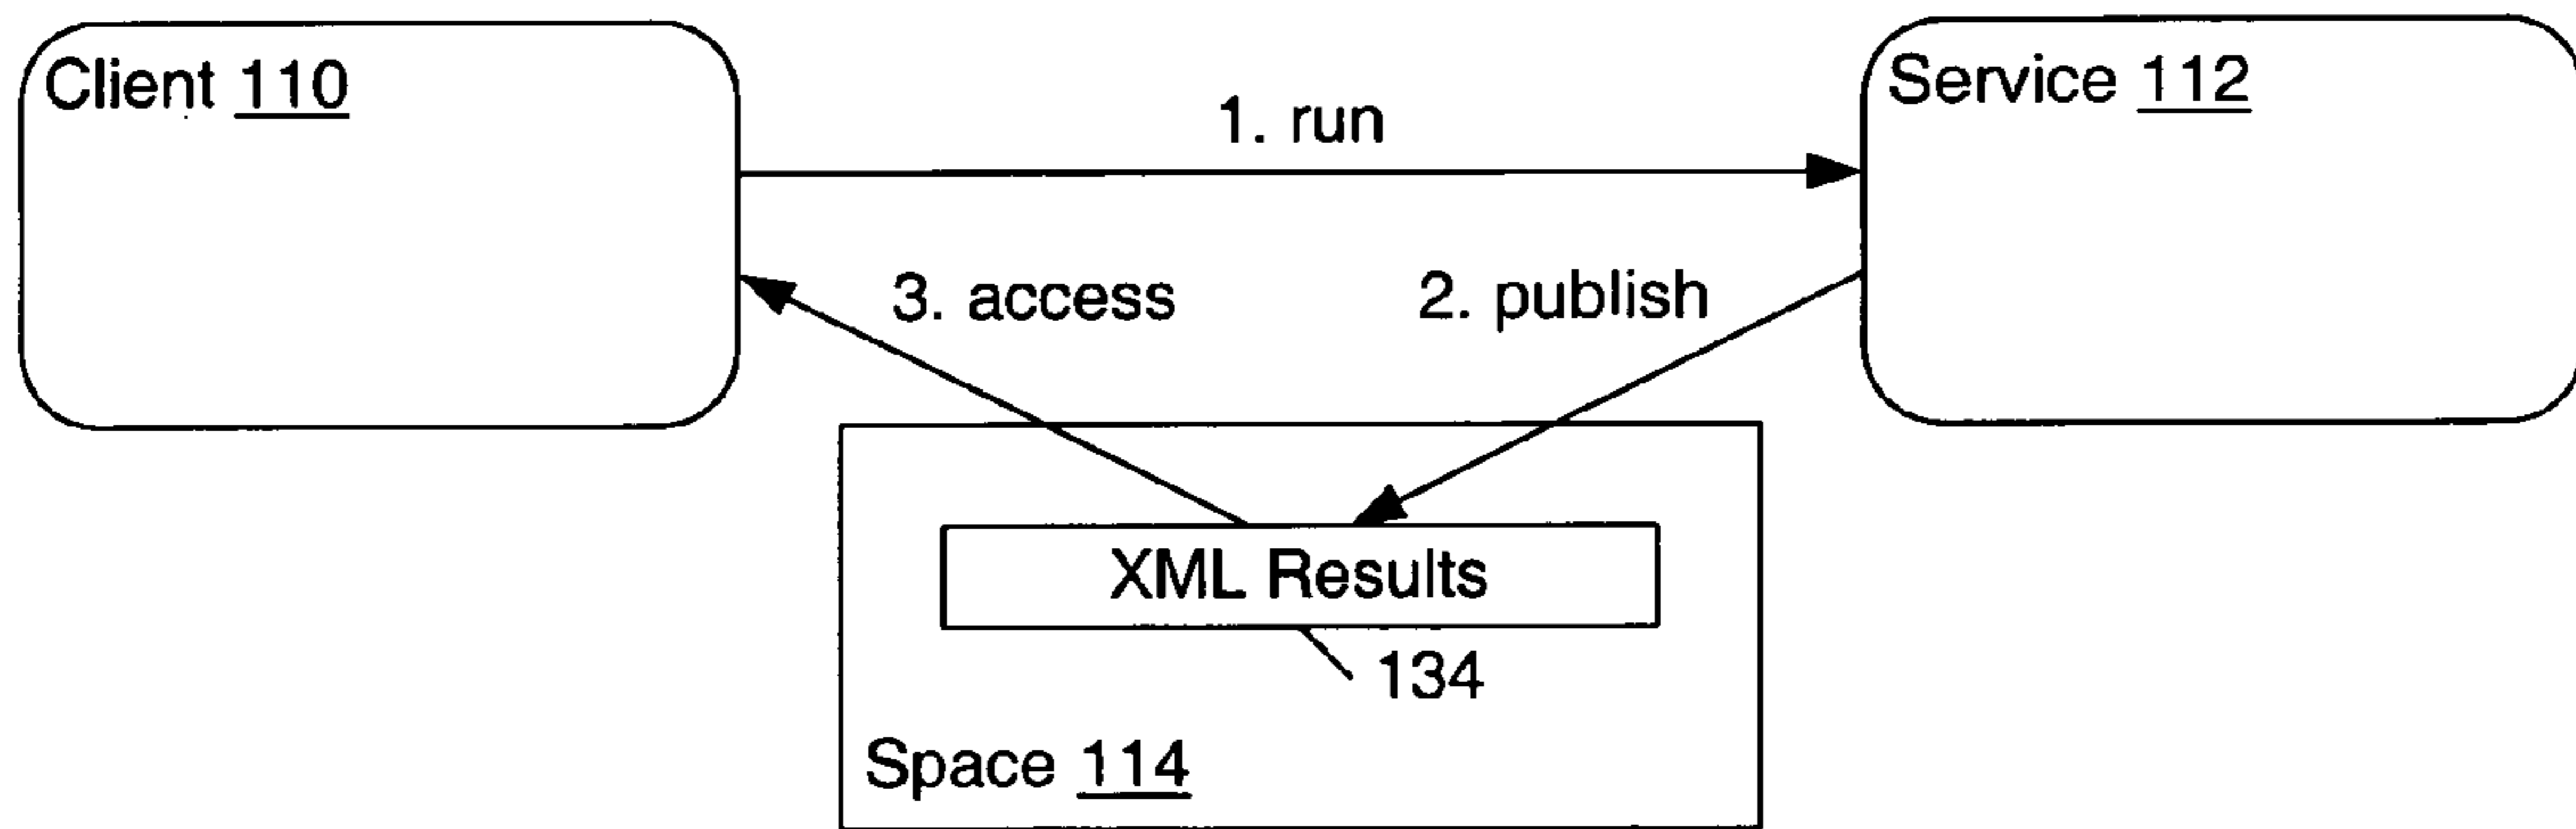 Client 110
Service 112
1. run
3. access
2. publish
XML Results
134
Space 114